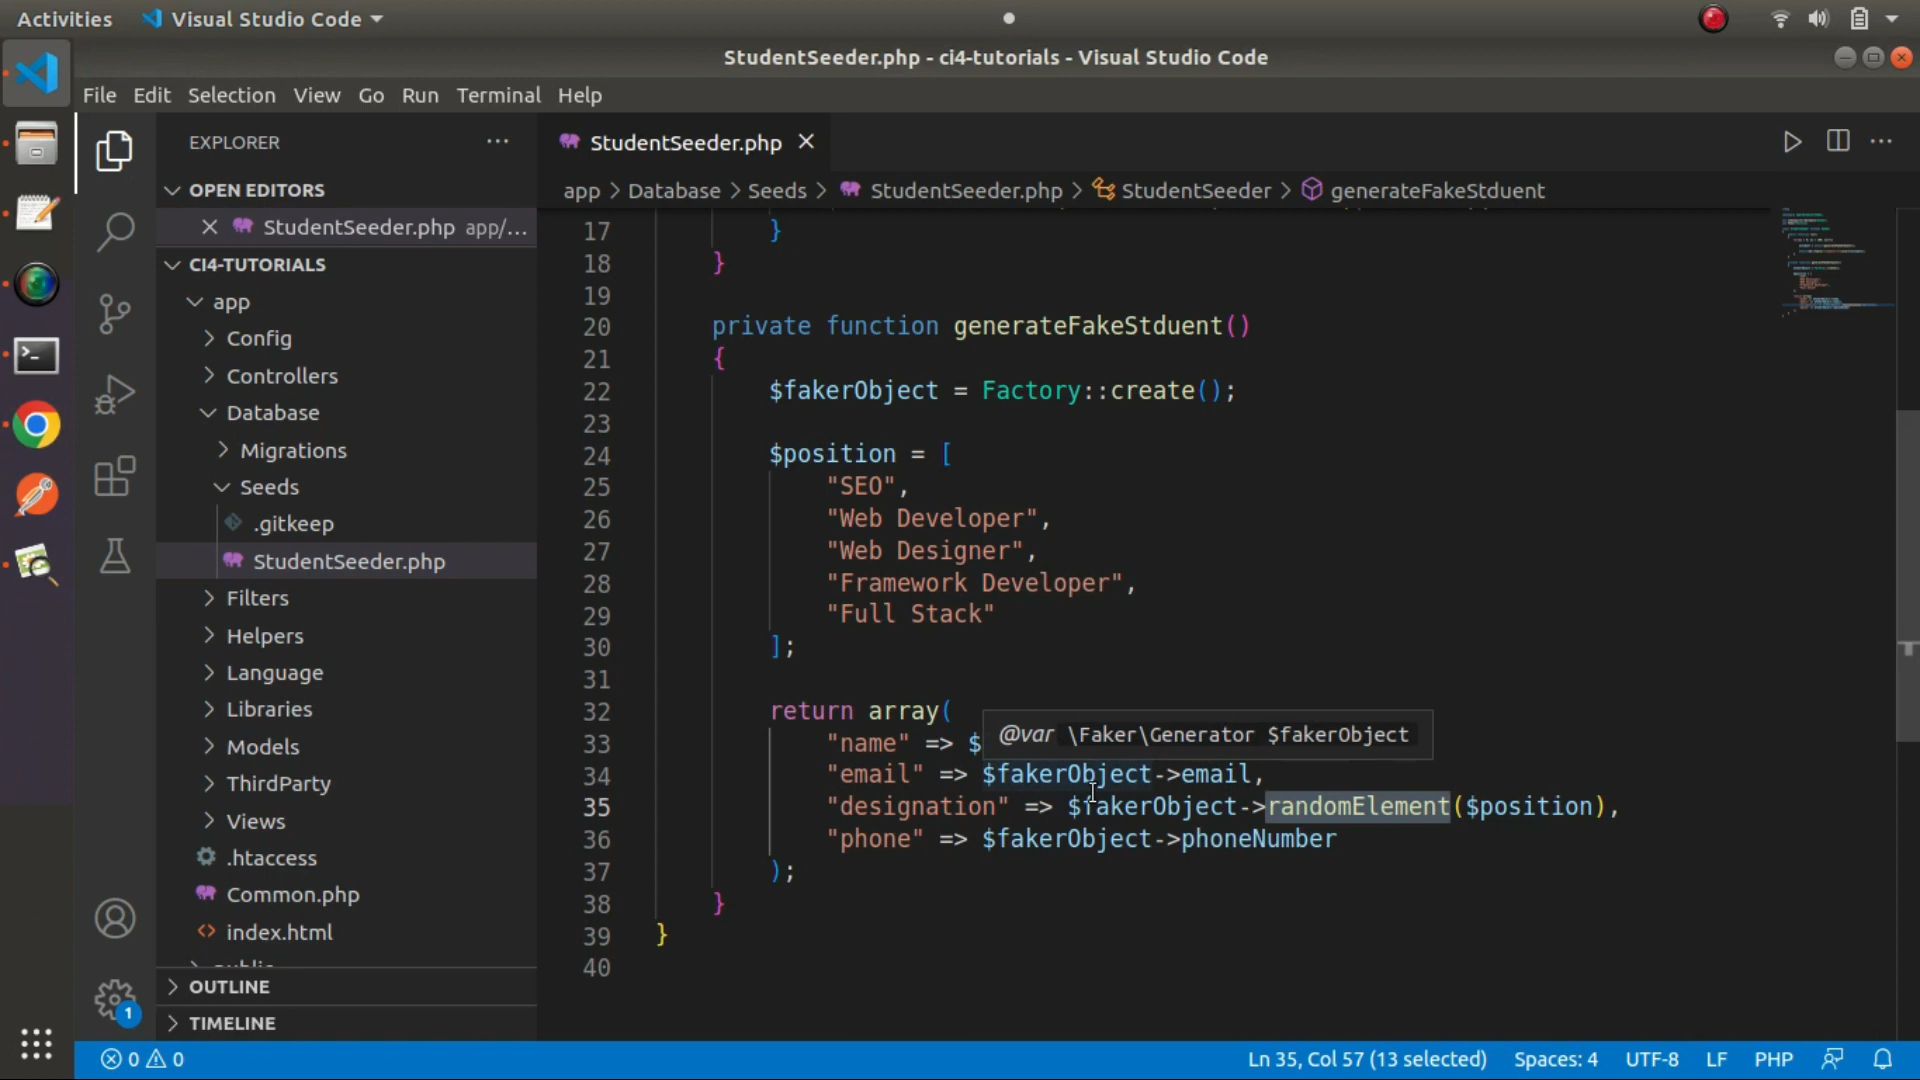 Activities
Visual Studio Code
StudentSeeder.php - ci4-tutorials - Visual Studio Code
File Edit Selection View Go Run Terminal Help
EXPLORER
OPEN EDITORS
StudentSeeder.php app/...
CI4-TUTORIALS
app
Config
Controllers
Database
Migrations
Seeds
.gitkeep
StudentSeeder.php
Filters
Helpers
Language
Libraries
Models
ThirdParty
Views
.htaccess
Common.php
index.html
OUTLINE
TIMELINE
1
StudentSeeder.php
app > Database > Seeds > StudentSeeder.php > StudentSeeder > generateFakeStduent
17 }
18 }
19
20 private function generateFakeStduent()
21 {
22 $fakerObject = Factory::create();
23
24 $position = [
25 "SEO",
26 "Web Developer",
27 "Web Designer",
28 "Framework Developer",
29 "Full Stack"
30 ];
31
32 return array(
@var \Faker\Generator $fakerObject
33 "name" => $
34 "email" => $fakerObject->email,
35 "designation" => $fakerObject->randomElement($position),
36 "phone" => $fakerObject->phoneNumber
37 );
38 }
39 }
40
0 0
Ln 35, Col 57 (13 selected) Spaces: 4 UTF-8 LF PHP